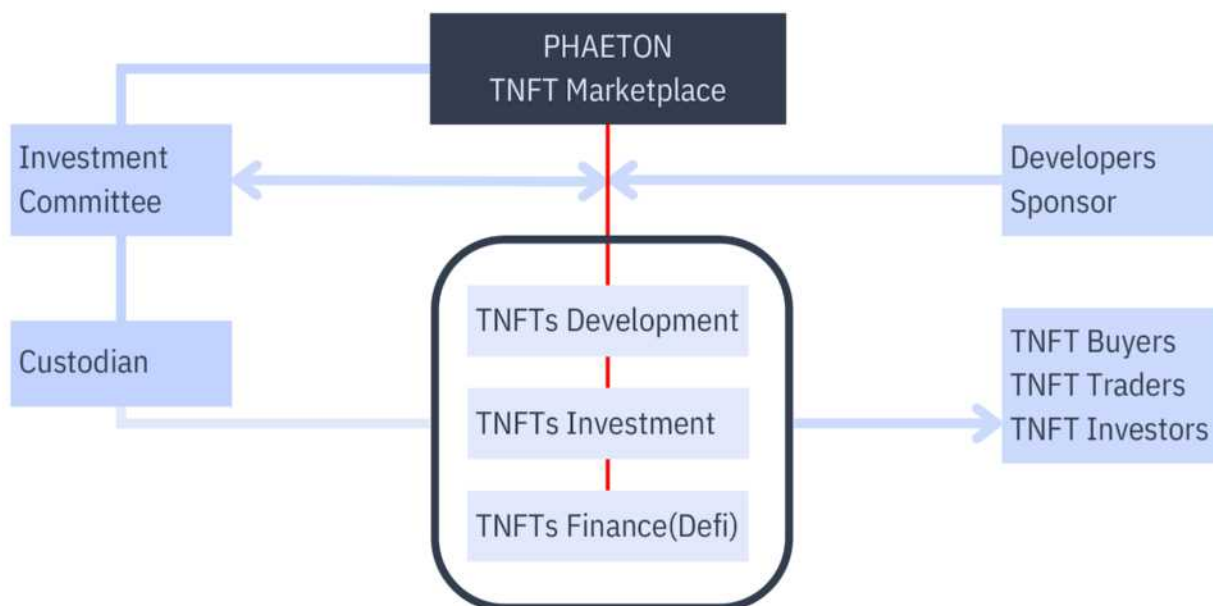 PHAETON
TNFT Marketplace
Investment
Committee
Developers
Sponsor
TNFTs Development
Custodian
TNFTs Investment
TNFT Buyers
TNFT Traders
TNFT Investors
TNFTs Finance(Defi)